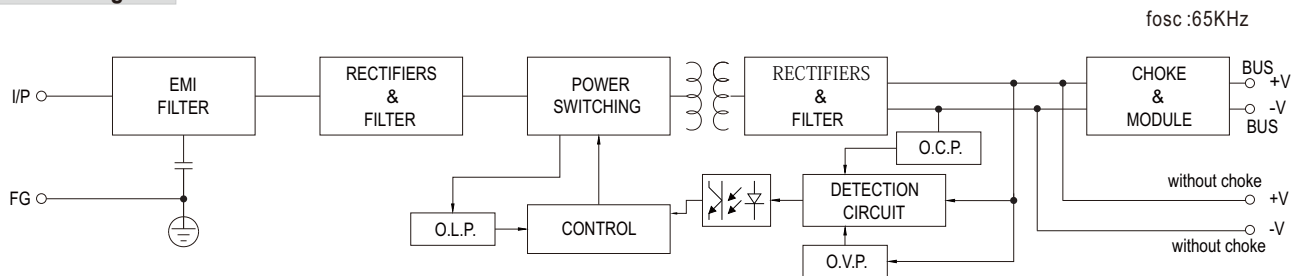 fosc :65KHz
I/P
EMI
FILTER
RECTIFIERS
&
FILTER
POWER
SWITCHING
RECTIFIERS
&
FILTER
CHOKE
&
MODULE
BUS
+V
-V
BUS
O.C.P.
FG
O.L.P.
CONTROL
DETECTION
CIRCUIT
O.V.P.
without choke
+V
-V
without choke